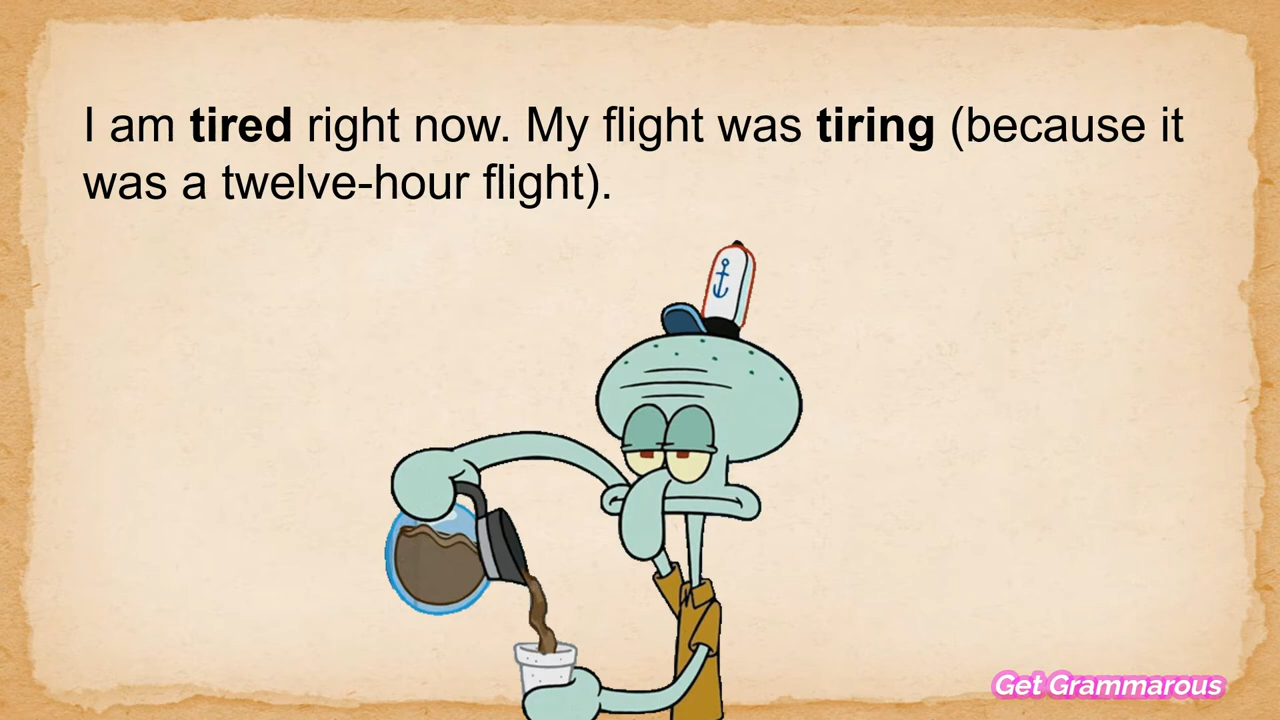 I am tired right now. My flight was tiring (because it
was a twelve-hour flight).
Get Grammarous